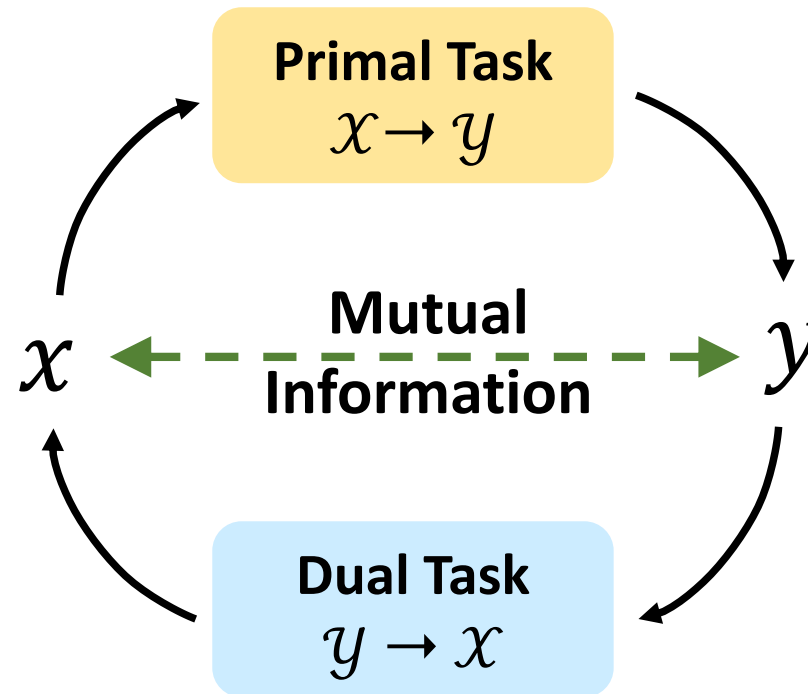 Primal Task
𝒳 → 𝒴
Mutual
x
y
Information
Dual Task
𝒴 → 𝒳